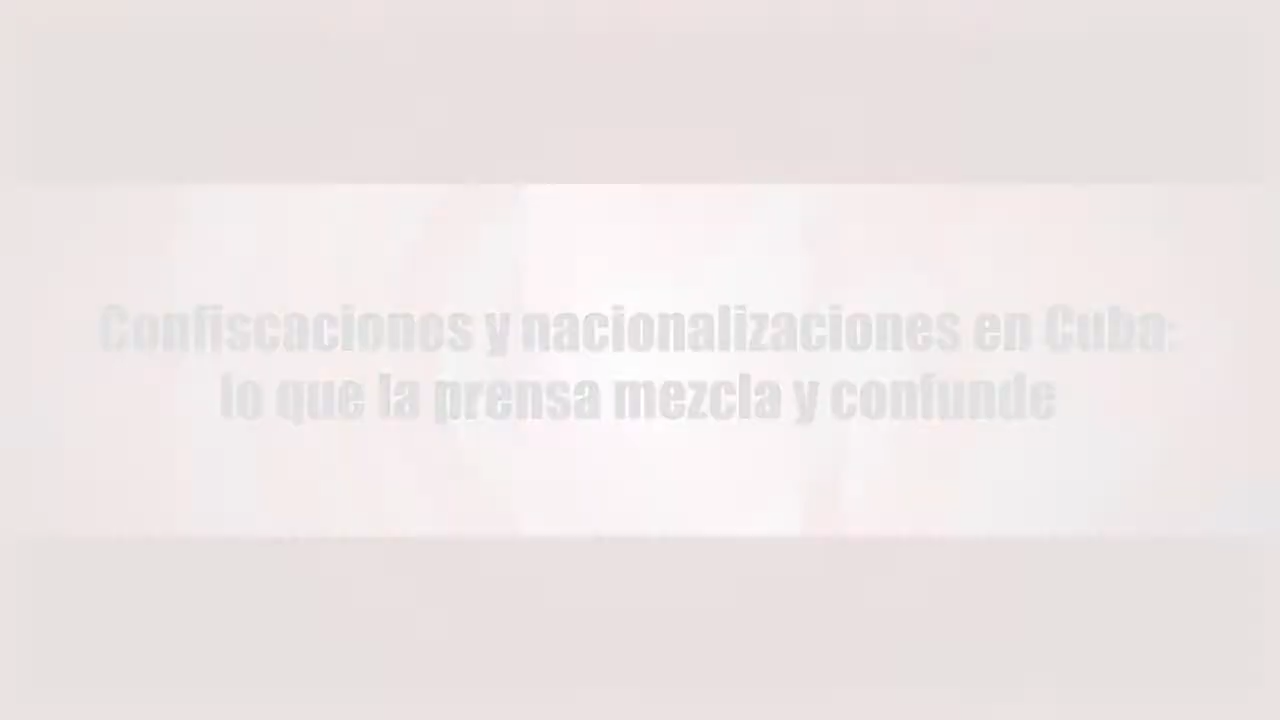 Confiscaciones y nacionalizaciones en Cuba:
lo que la prensa mezcla y confunde